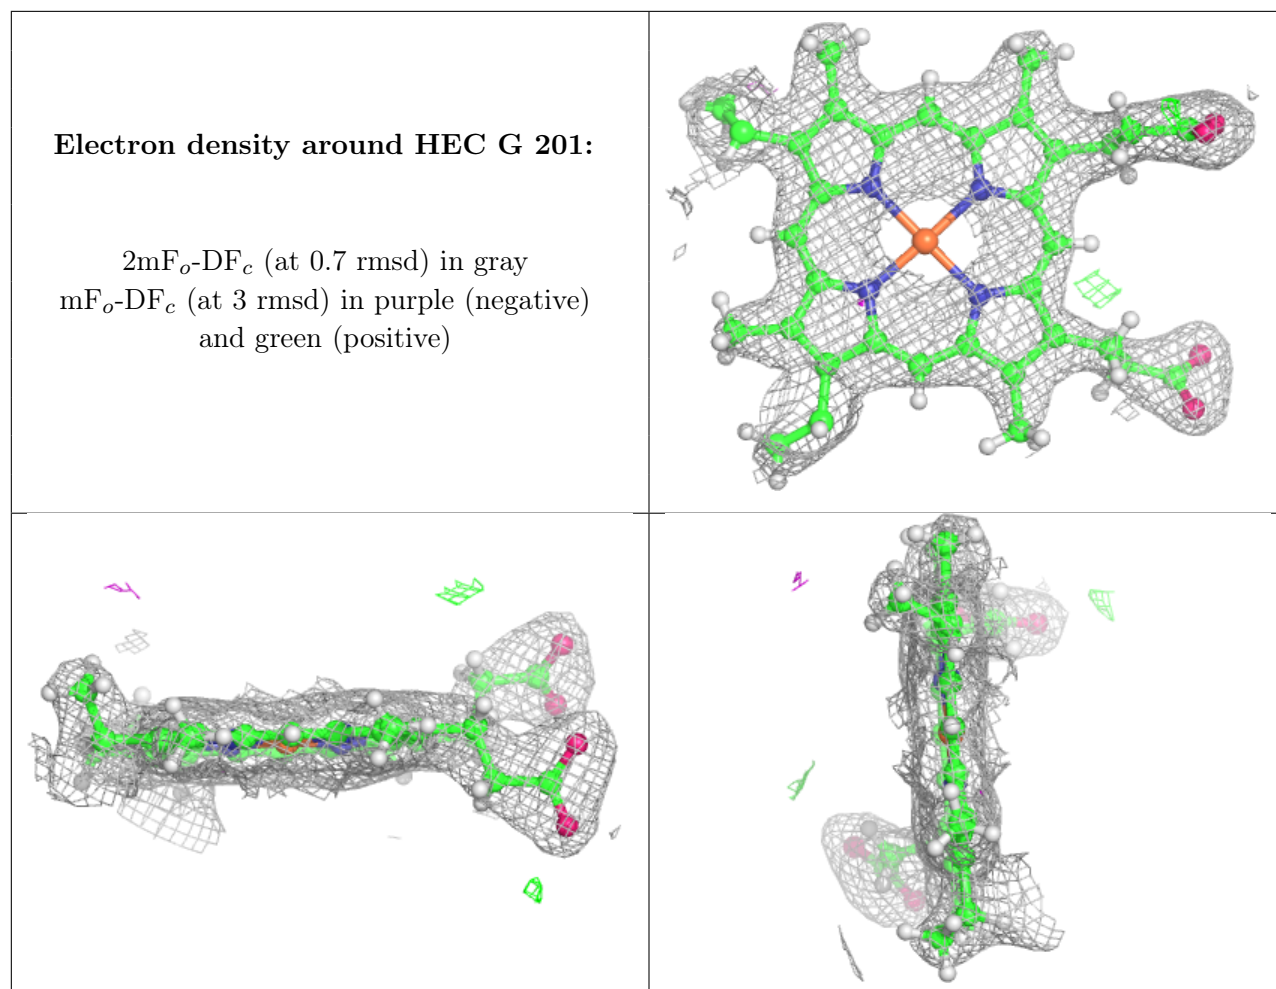 Electron density around HEC G 201:
2mFo-DFc (at 0.7 rmsd) in gray
mFo-DFc (at 3 rmsd) in purple (negative)
and green (positive)